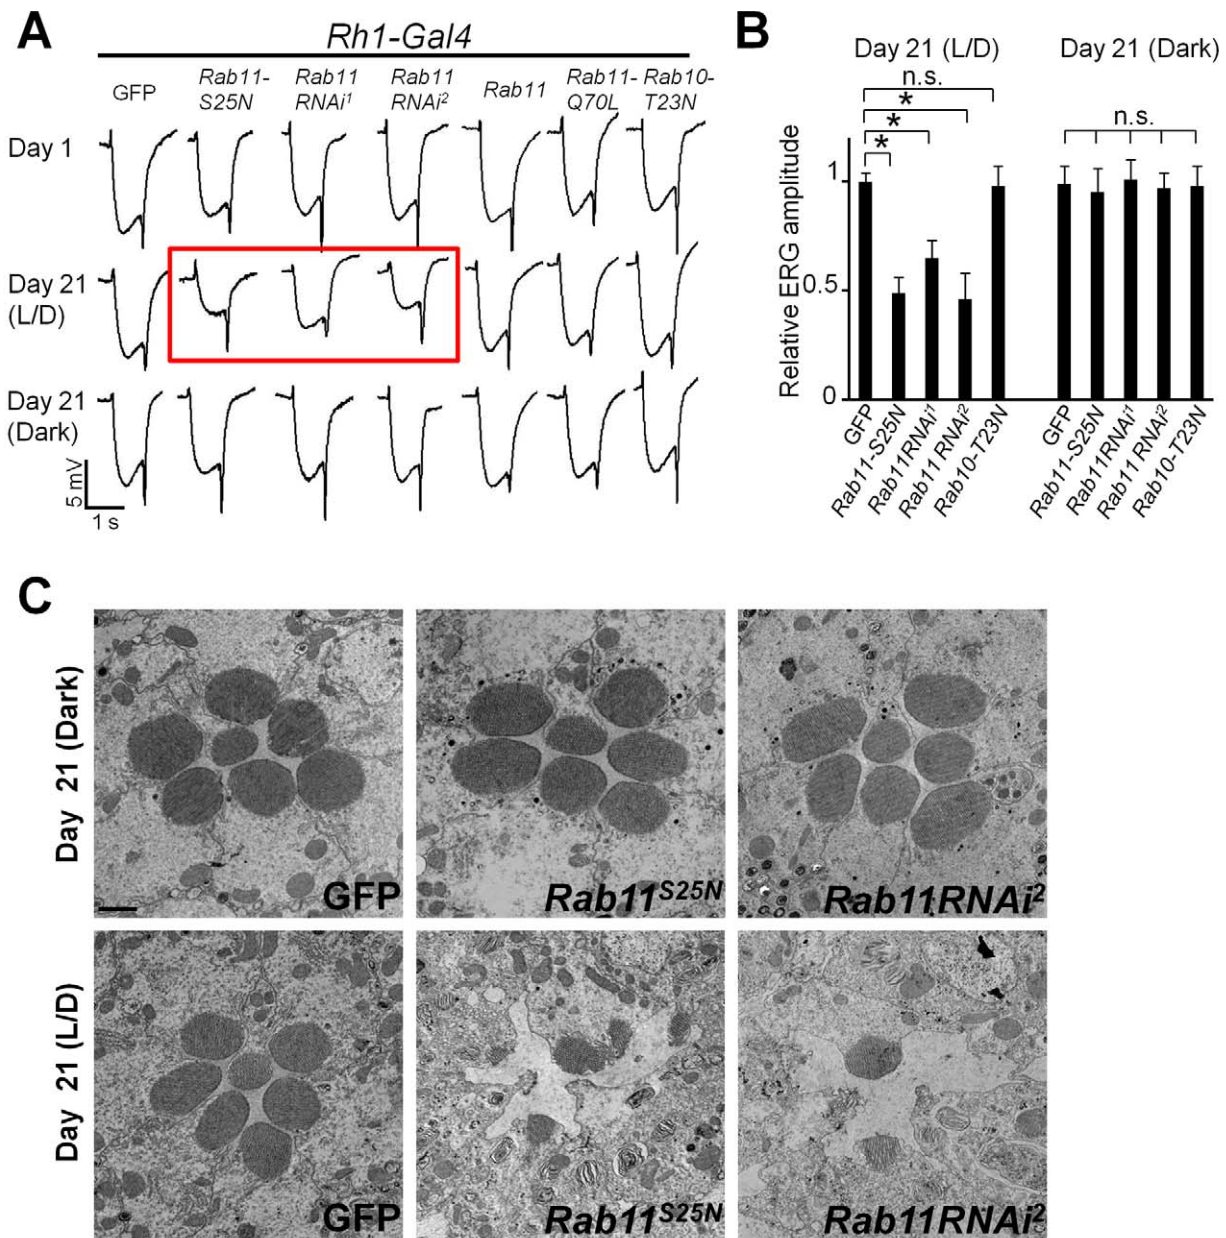 A
Rh1-Gal4
GFP
Rab11-
S25N
Rab11
RNAi¹
Rab11
RNAi²
Rab11
Rab11-
Q70L
Rab10-
T23N
Day 1
Day 21
(L/D)
Day 21
(Dark)
5 mV
1 s
B
Day 21 (L/D)
Day 21 (Dark)
n.s.
*
*
*
n.s.
Relative ERG amplitude
1
0.5
0
GFP
Rab11-S25N
Rab11RNAi¹
Rab11 RNAi²
Rab10-T23N
GFP
Rab11-S25N
Rab11RNAi¹
Rab11 RNAi²
Rab10-T23N
C
Day 21 (Dark)
GFP
Rab11S25N
Rab11RNAi²
Day 21 (L/D)
GFP
Rab11S25N
Rab11RNAi²